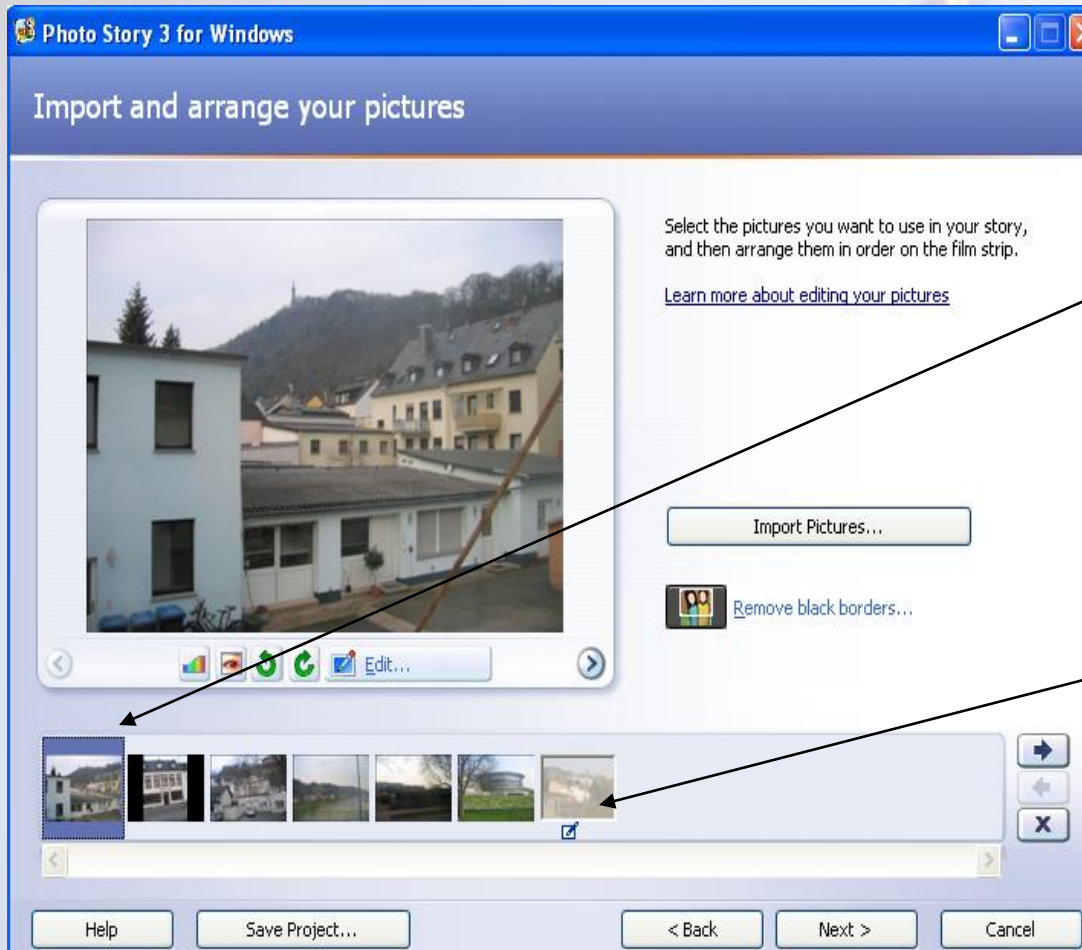 Photo Story 3 for Windows
Import and arrange your pictures
Select the pictures you want to use in your story,
and then arrange them in order on the film strip.
Learn more about editing your pictures
Import Pictures...
Remove black borders...
Edit...
Help
Save Project...
< Back
Next >
Cancel